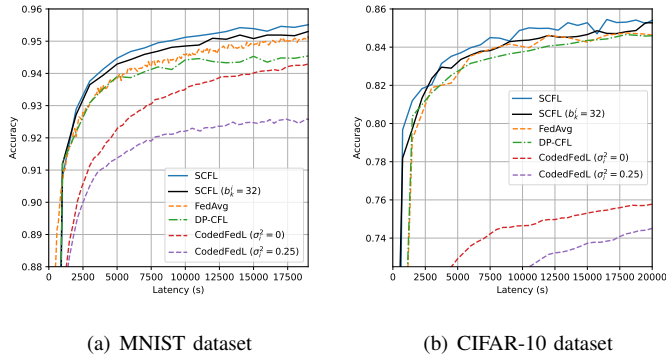 0.96
0.95
0.94
0.93
0.92
0.91
0.90
0.89
0.88
Accuracy
0 2500 5000 7500 10000 12500 15000 17500
Latency (s)
SCFL
SCFL (b_k^i = 32)
FedAvg
DP-CFL
CodedFedL (σ_i^2 = 0)
CodedFedL (σ_i^2 = 0.25)
(a) MNIST dataset
0.86
0.84
0.82
0.80
0.78
0.76
0.74
Accuracy
0 2500 5000 7500 10000 12500 15000 17500 20000
Latency (s)
SCFL
SCFL (b_k^i = 32)
FedAvg
DP-CFL
CodedFedL (σ_i^2 = 0)
CodedFedL (σ_i^2 = 0.25)
(b) CIFAR-10 dataset